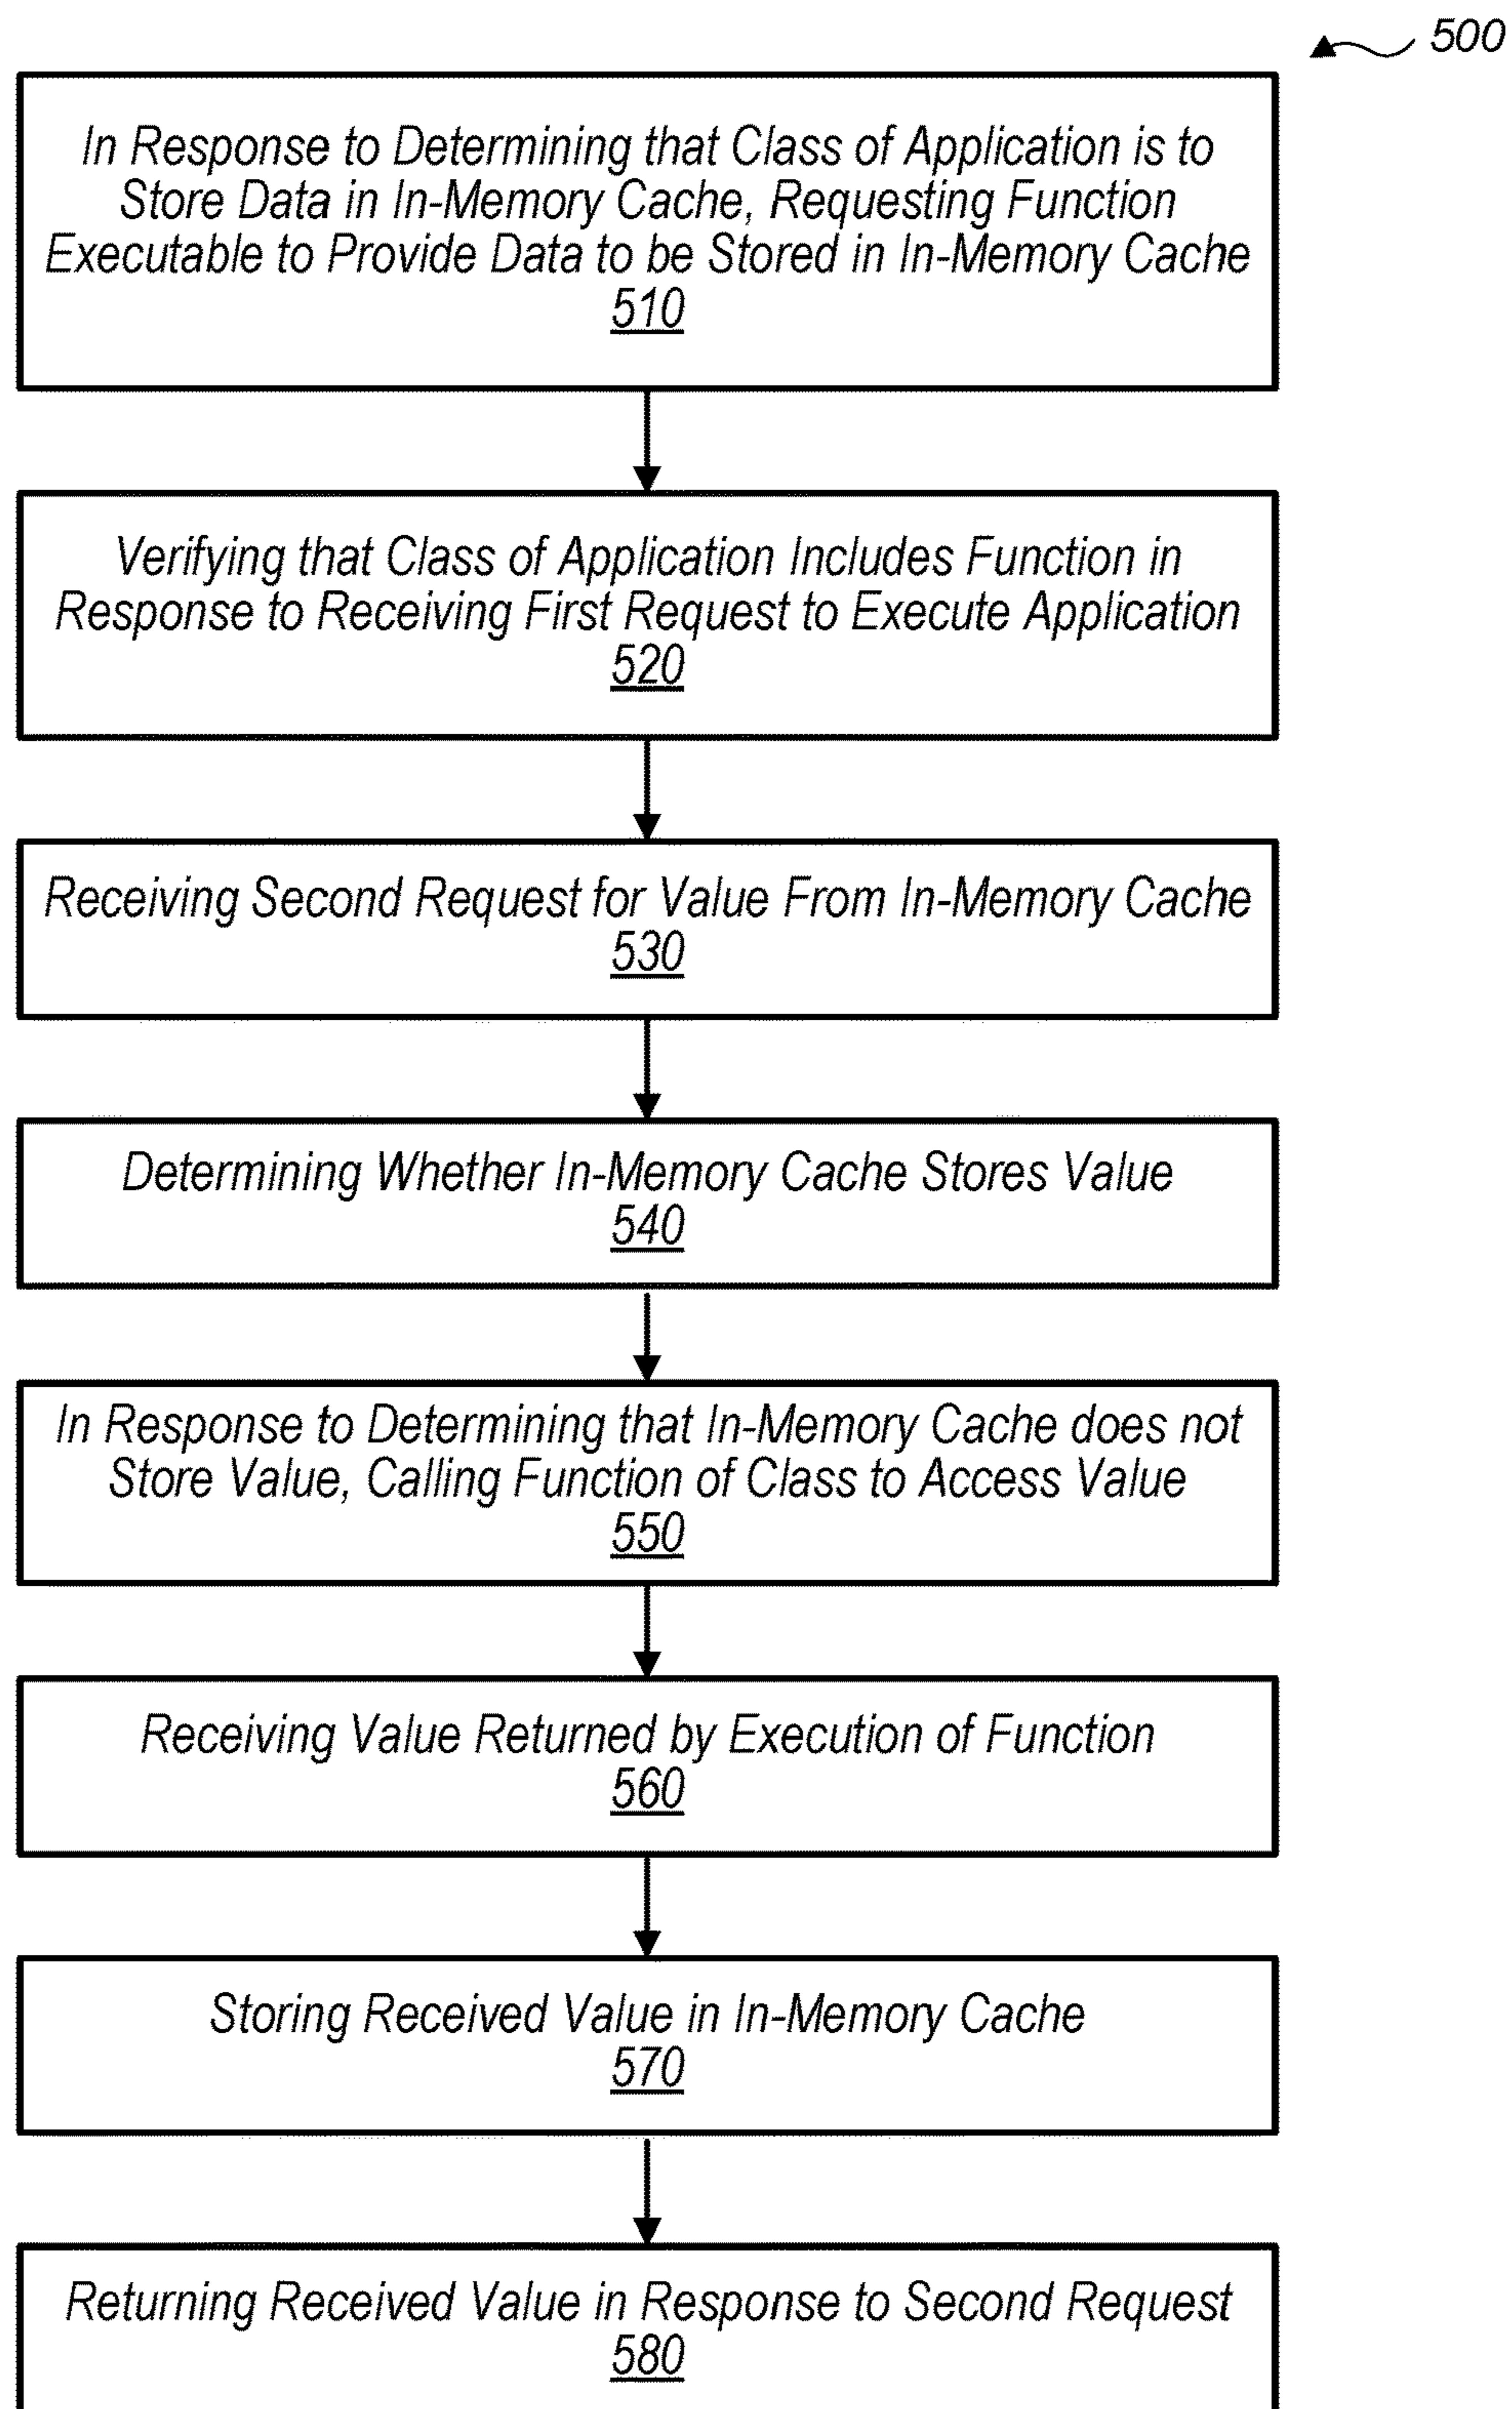 500
In Response to Determining that Class of Application is to
Store Data in In-Memory Cache, Requesting Function
Executable to Provide Data to be Stored in In-Memory Cache
510
Verifying that Class of Application Includes Function in
Response to Receiving First Request to Execute Application
520
Receiving Second Request for Value From In-Memory Cache
530
Determining Whether In-Memory Cache Stores Value
540
In Response to Determining that In-Memory Cache does not
Store Value, Calling Function of Class to Access Value
550
Receiving Value Returned by Execution of Function
560
Storing Received Value in In-Memory Cache
570
Returning Received Value in Response to Second Request
580